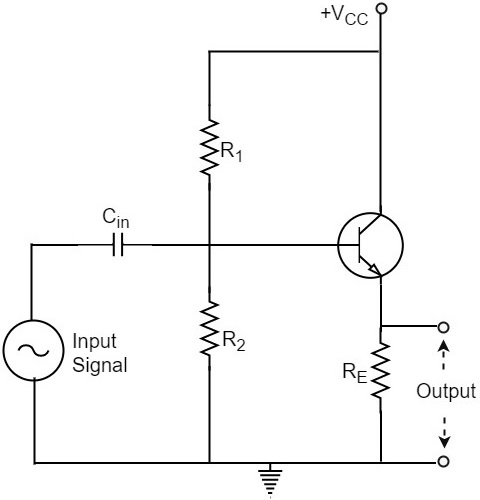 +VCC
R1
Cin
Input
Signal
R2
RE
Output